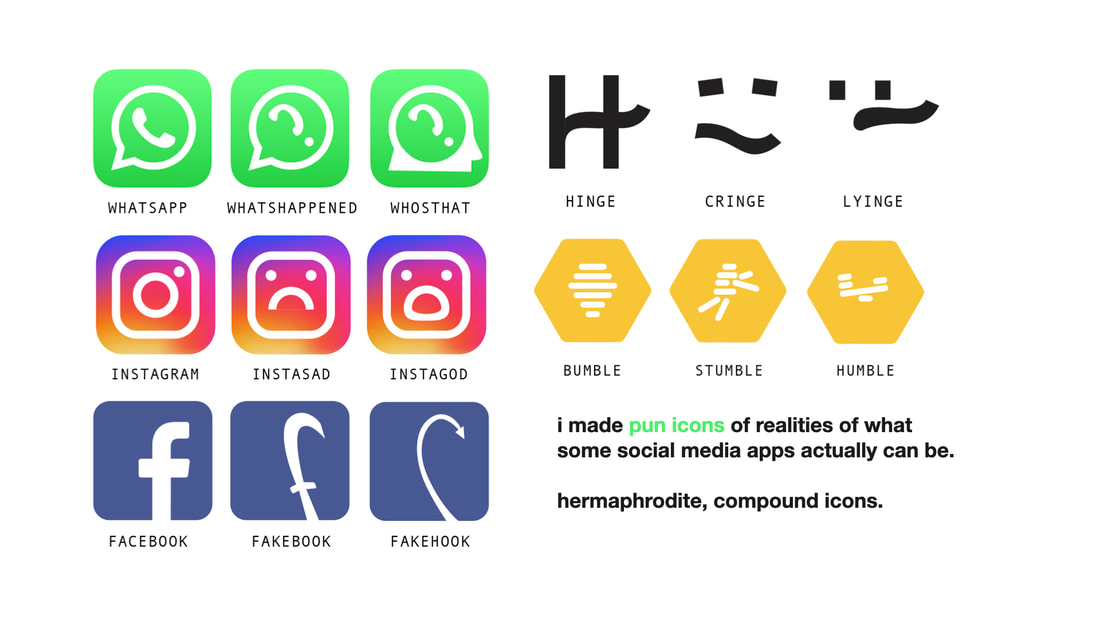 WHATSAPP WHATSHAPPENED WHOSTHAT
INSTAGRAM INSTASAD INSTAGOD
FACEBOOK FAKEBOOK FAKEHOOK
HINGE CRINGE LYINGE
BUMBLE STUMBLE HUMBLE
i made pun icons of realities of what
some social media apps actually can be.
hermaphrodite, compound icons.